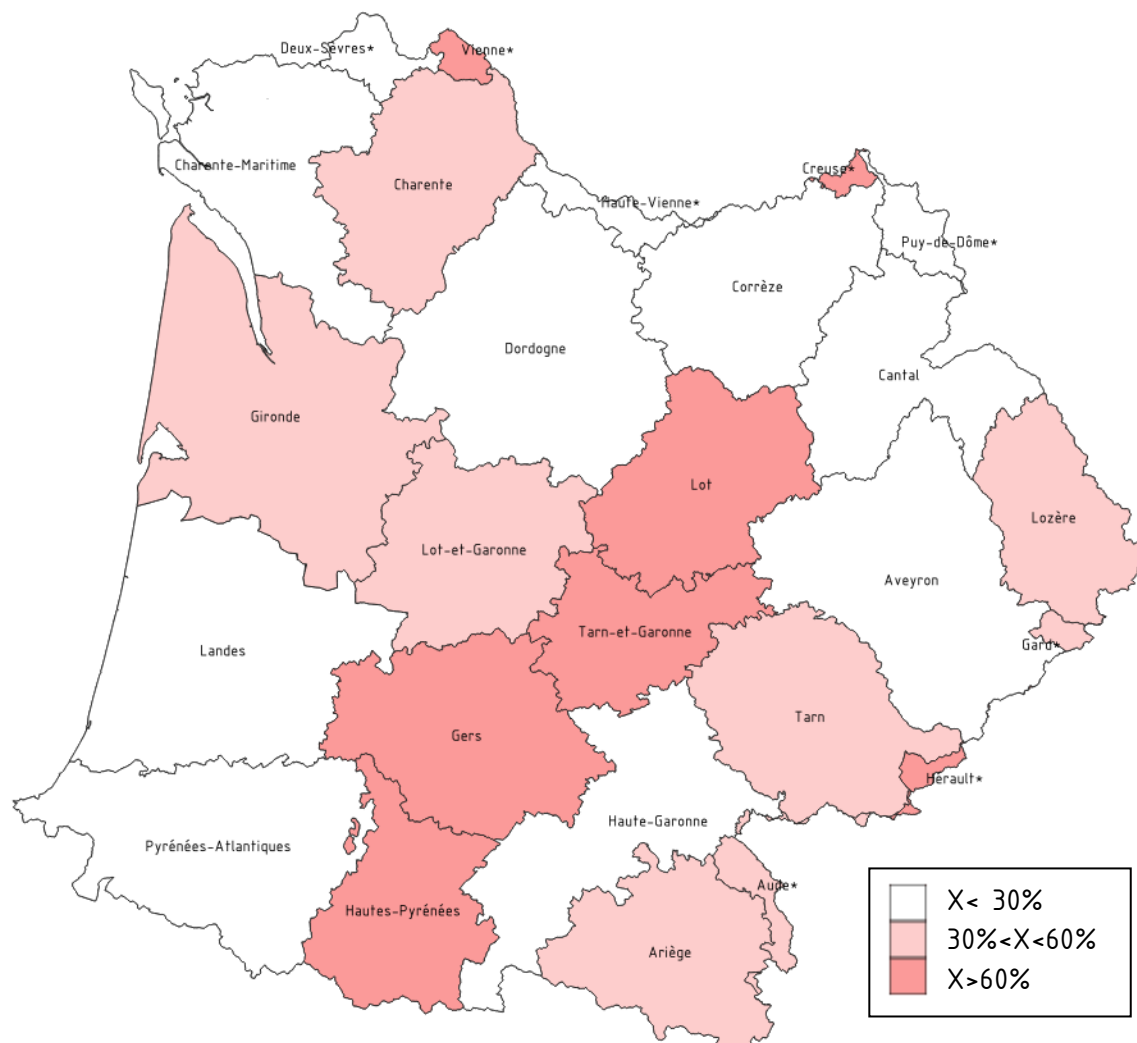 Deux-Sèvres*
Vienne*
Charente-Maritime
Charente
Creuse*
Haute-Vienne*
Puy-de-Dôme*
Corrèze
Dordogne
Cantal
Gironde
Lot
Lozère
Lot-et-Garonne
Aveyron
Tarn-et-Garonne
Gard*
Landes
Tarn
Gers
Hérault*
Haute-Garonne
Pyrénées-Atlantiques
Aude*
Hautes-Pyrénées
Ariège
X< 30%
30%<X<60%
X>60%